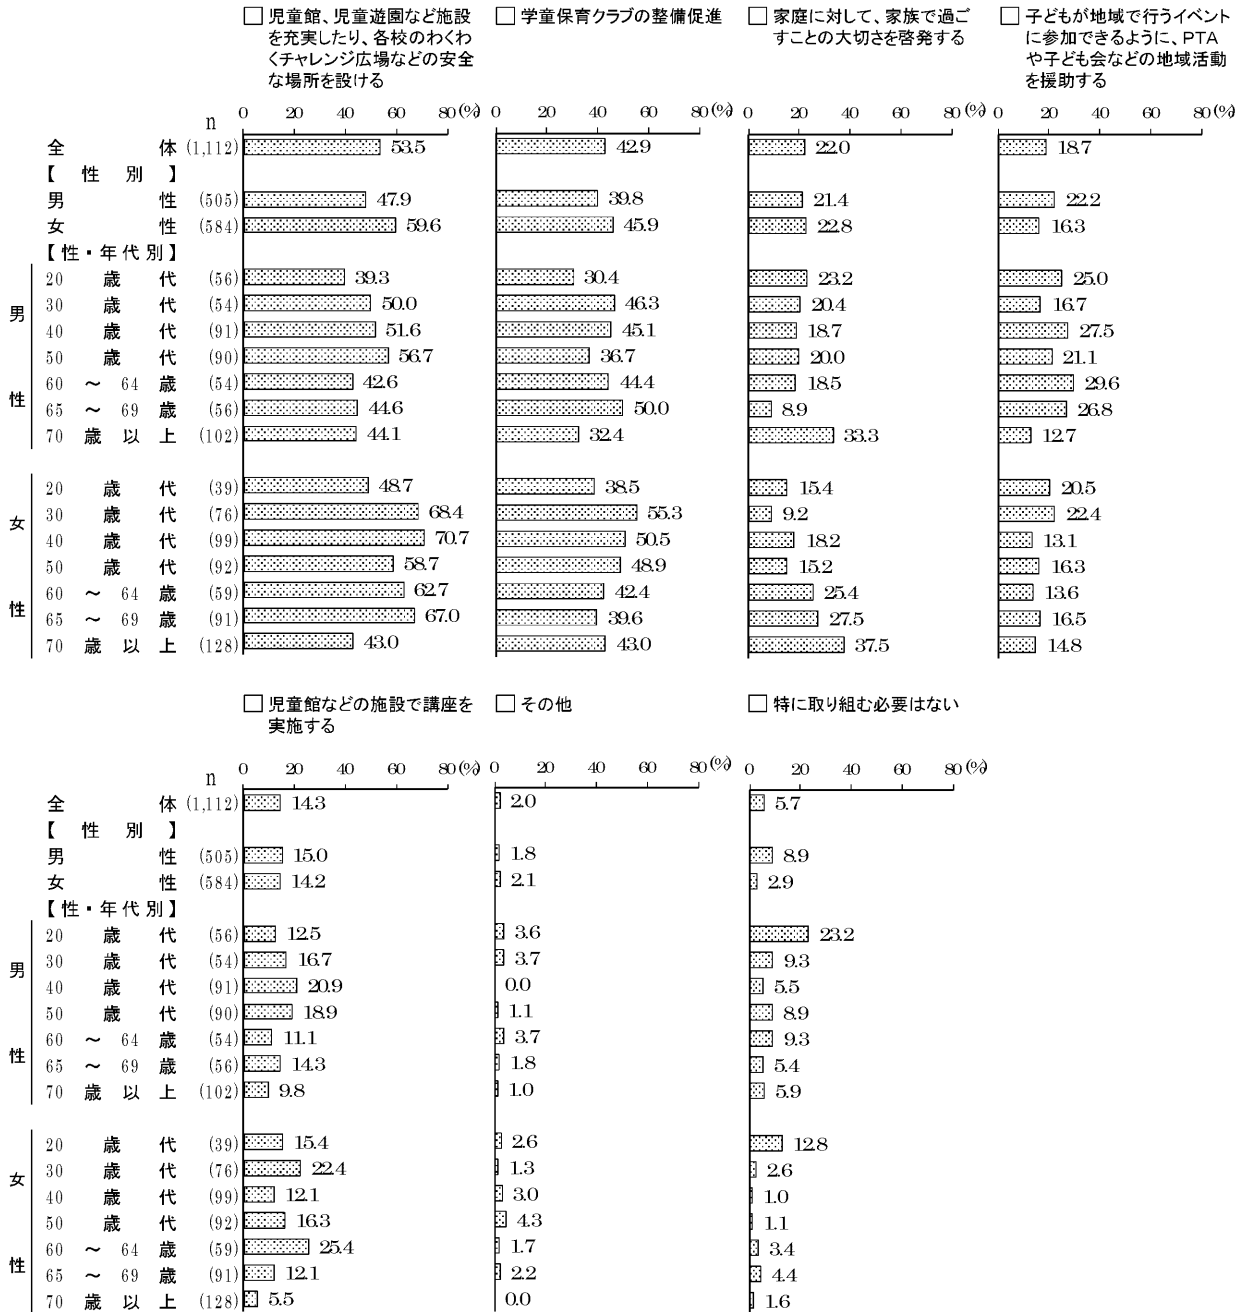 □ 児童館、児童遊園など施設 □ 学童保育クラブの整備促進 □ 家庭に対して、家族で過ご □ 子どもが地域で行うイベント
を充実したり、各校のわくわ すことの大切さを啓発する に参加できるように、PTA
くチャレンジ広場などの安全 や子ども会などの地域活動
な場所を設ける を援助する
n 0 20 40 60 80(%) 0 20 40 60 80(%) 0 20 40 60 80(%) 0 20 40 60 80(%)
全体 (1,112) 53.5 42.9 22.0 18.7
【性別】
男性 (505) 47.9 39.8 21.4 22.2
女性 (584) 59.6 45.9 22.8 16.3
【性・年代別】
男性
20歳代 (56) 39.3 30.4 23.2 25.0
30歳代 (54) 50.0 46.3 20.4 16.7
40歳代 (91) 51.6 45.1 18.7 27.5
50歳代 (90) 56.7 36.7 20.0 21.1
60～64歳 (54) 42.6 44.4 18.5 29.6
65～69歳 (56) 44.6 50.0 8.9 26.8
70歳以上 (102) 44.1 32.4 33.3 12.7
女性
20歳代 (39) 48.7 38.5 15.4 20.5
30歳代 (76) 68.4 55.3 9.2 22.4
40歳代 (99) 70.7 50.5 18.2 13.1
50歳代 (92) 58.7 48.9 15.2 16.3
60～64歳 (59) 62.7 42.4 25.4 13.6
65～69歳 (91) 67.0 39.6 27.5 16.5
70歳以上 (128) 43.0 43.0 37.5 14.8
□ 児童館などの施設で講座を □ その他 □ 特に取り組む必要はない
実施する
n 0 20 40 60 80(%) 0 20 40 60 80(%) 0 20 40 60 80(%)
全体 (1,112) 14.3 2.0 5.7
【性別】
男性 (505) 15.0 1.8 8.9
女性 (584) 14.2 2.1 2.9
【性・年代別】
男性
20歳代 (56) 12.5 3.6 23.2
30歳代 (54) 16.7 3.7 9.3
40歳代 (91) 20.9 0.0 5.5
50歳代 (90) 18.9 1.1 8.9
60～64歳 (54) 11.1 3.7 9.3
65～69歳 (56) 14.3 1.8 5.4
70歳以上 (102) 9.8 1.0 5.9
女性
20歳代 (39) 15.4 2.6 12.8
30歳代 (76) 22.4 1.3 2.6
40歳代 (99) 12.1 3.0 1.0
50歳代 (92) 16.3 4.3 1.1
60～64歳 (59) 25.4 1.7 3.4
65～69歳 (91) 12.1 2.2 4.4
70歳以上 (128) 5.5 0.0 1.6